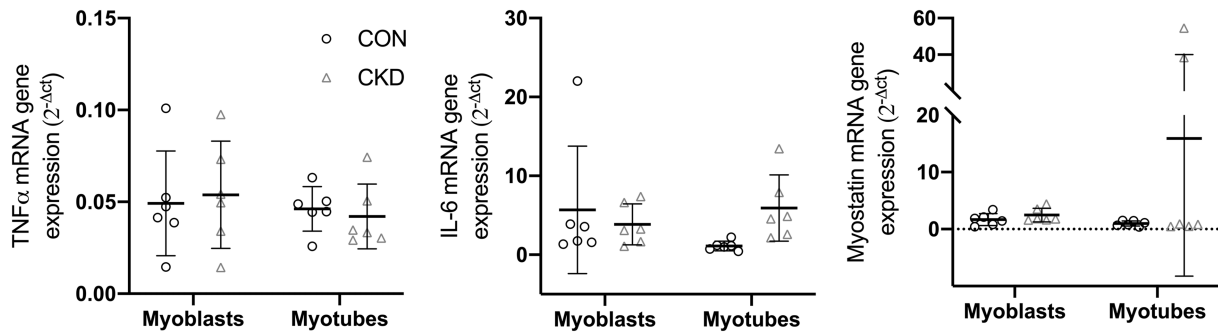 TNFα mRNA gene
expression (2-Δct)
0.15
0.10
0.05
0.00
CON
CKD
Myoblasts Myotubes
IL-6 mRNA gene
expression (2-Δct)
30
20
10
0
Myoblasts Myotubes
Myostatin mRNA gene
expression (2-Δct)
60
40
20
10
0
Myoblasts Myotubes